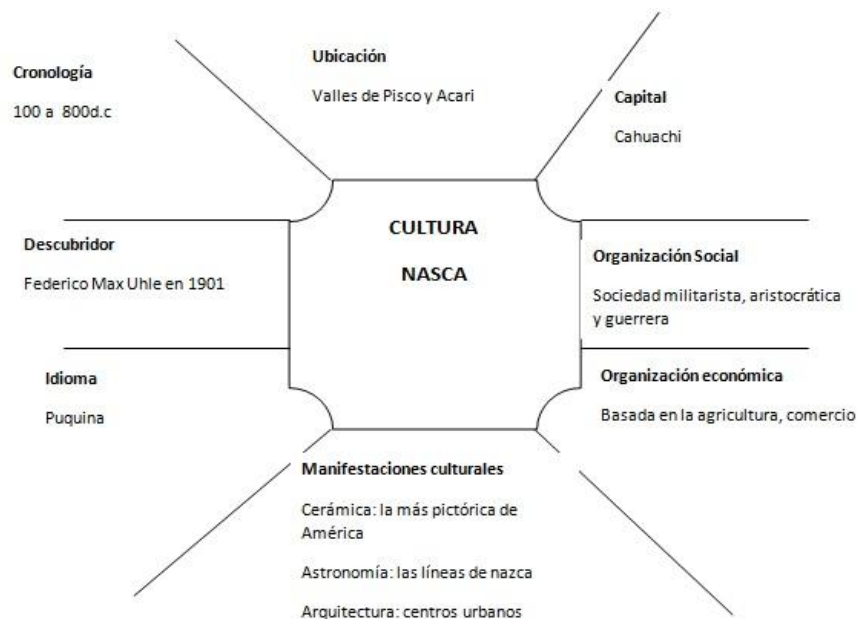 Cronología
100 a 800d.c
Ubicación
Valles de Pisco y Acari
Capital
Cahuachi
CULTURA
NASCA
Descubridor
Federico Max Uhle en 1901
Organización Social
Sociedad militarista, aristocrática
y guerrera
Idioma
Puquina
Organización económica
Basada en la agricultura, comercio
Manifestaciones culturales
Cerámica: la más pictórica de
América
Astronomía: las líneas de nazca
Arquitectura: centros urbanos